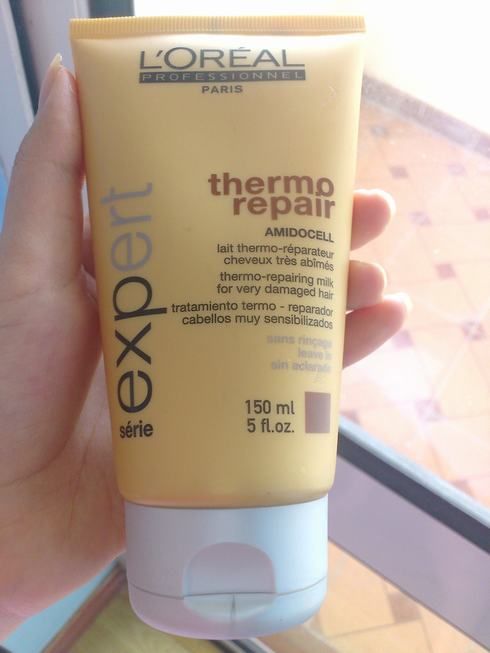 L'ORÉAL
PROFESSIONNEL
PARIS
thermo
repair
AMIDOCELL
lait thermo-réparateur
cheveux très abîmés
thermo-repairing milk
for very damaged hair
tratamiento termo - reparador
cabellos muy sensibilizados
sans rinçage
leave in
sin aclarado
150 ml
5 fl.oz.
expert
série